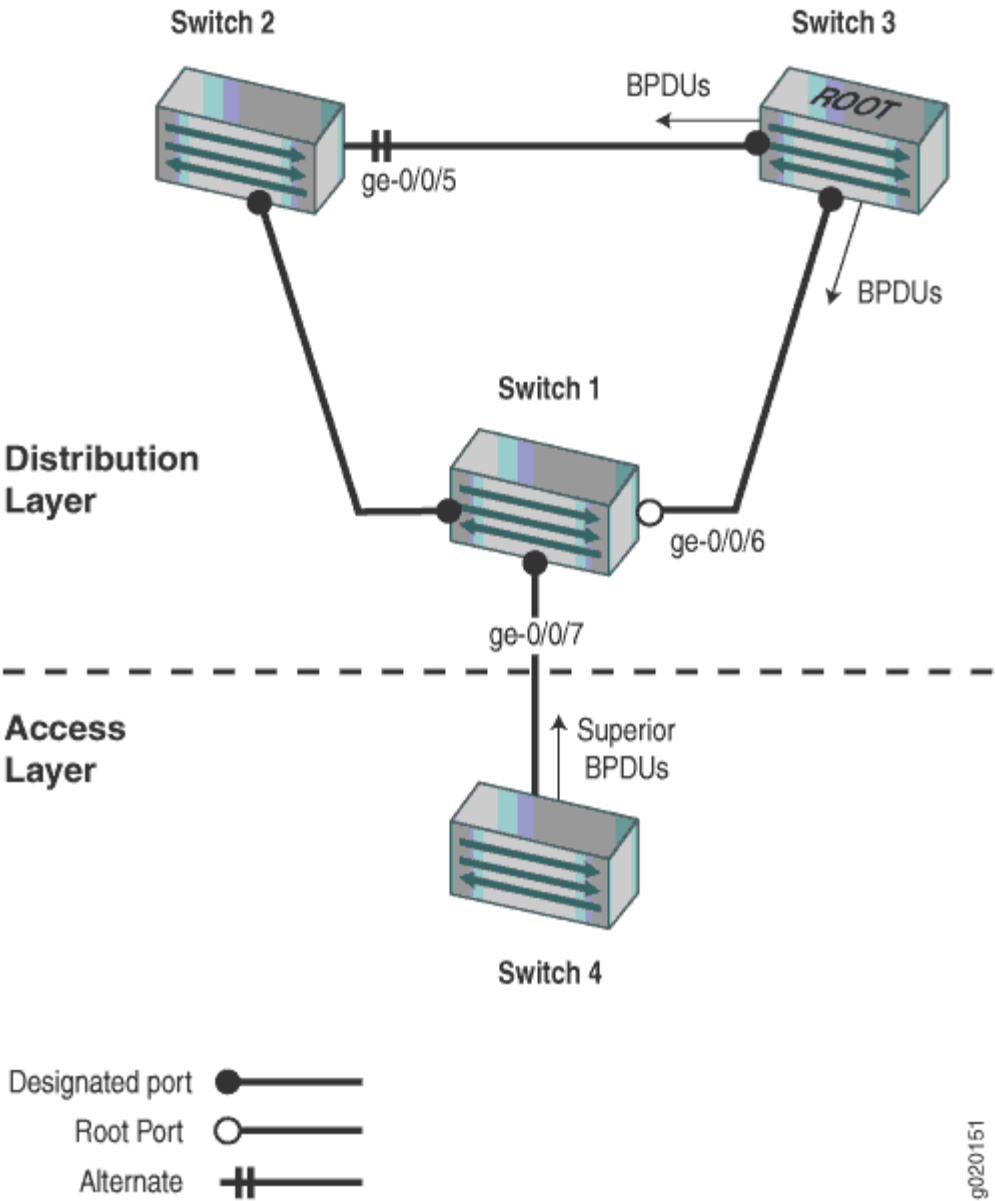 Switch 2
Switch 3
BPDUs
ROOT
ge-0/0/5
BPDUs
Switch 1
Distribution
Layer
ge-0/0/6
ge-0/0/7
Access
Layer
Superior
BPDUs
Switch 4
Designated port
Root Port
Alternate
g020151